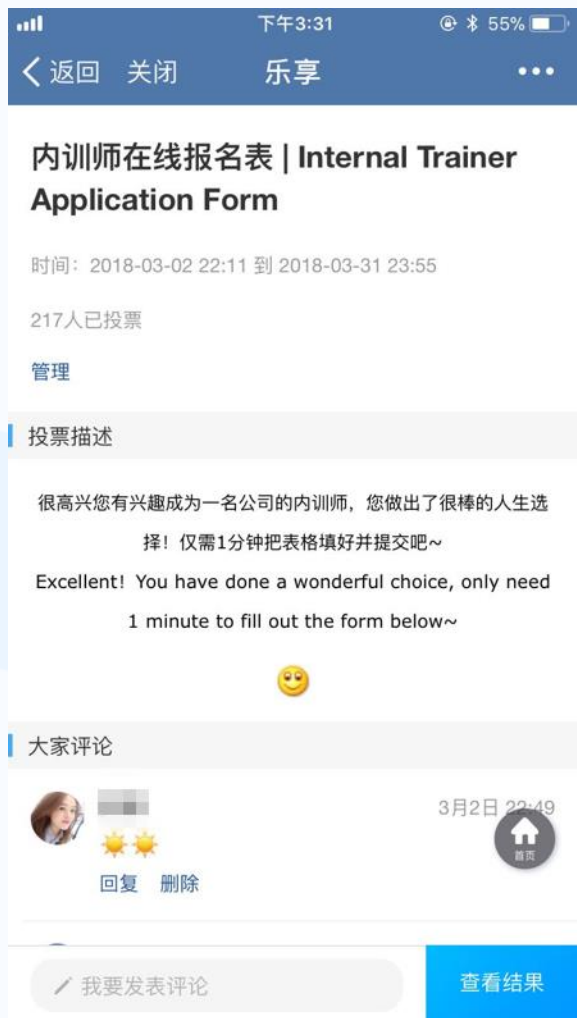 下午3:31
55%
返回 关闭 乐享
内训师在线报名表 | Internal Trainer
Application Form
时间：2018-03-02 22:11 到 2018-03-31 23:55
217人已投票
管理
投票描述
很高兴您有兴趣成为一名公司的内训师，您做出了很棒的人生选
择！仅需1分钟把表格填好并提交吧~
Excellent！You have done a wonderful choice, only need
1 minute to fill out the form below~
大家评论
3月2日 22:49
首页
回复 删除
我要发表评论
查看结果